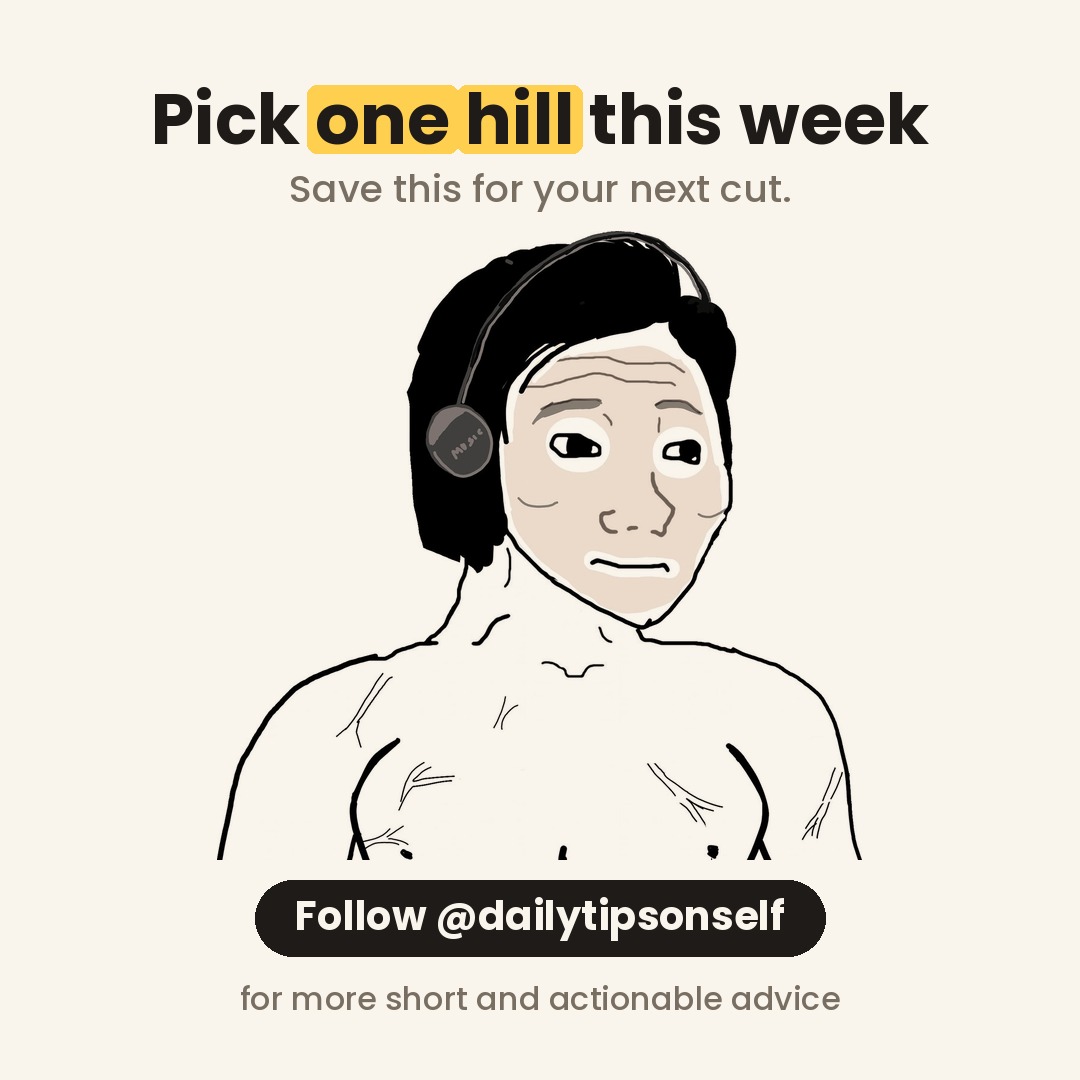 Pick one hill this week
Save this for your next cut.
MUSIC
Follow @dailytipsonself
for more short and actionable advice